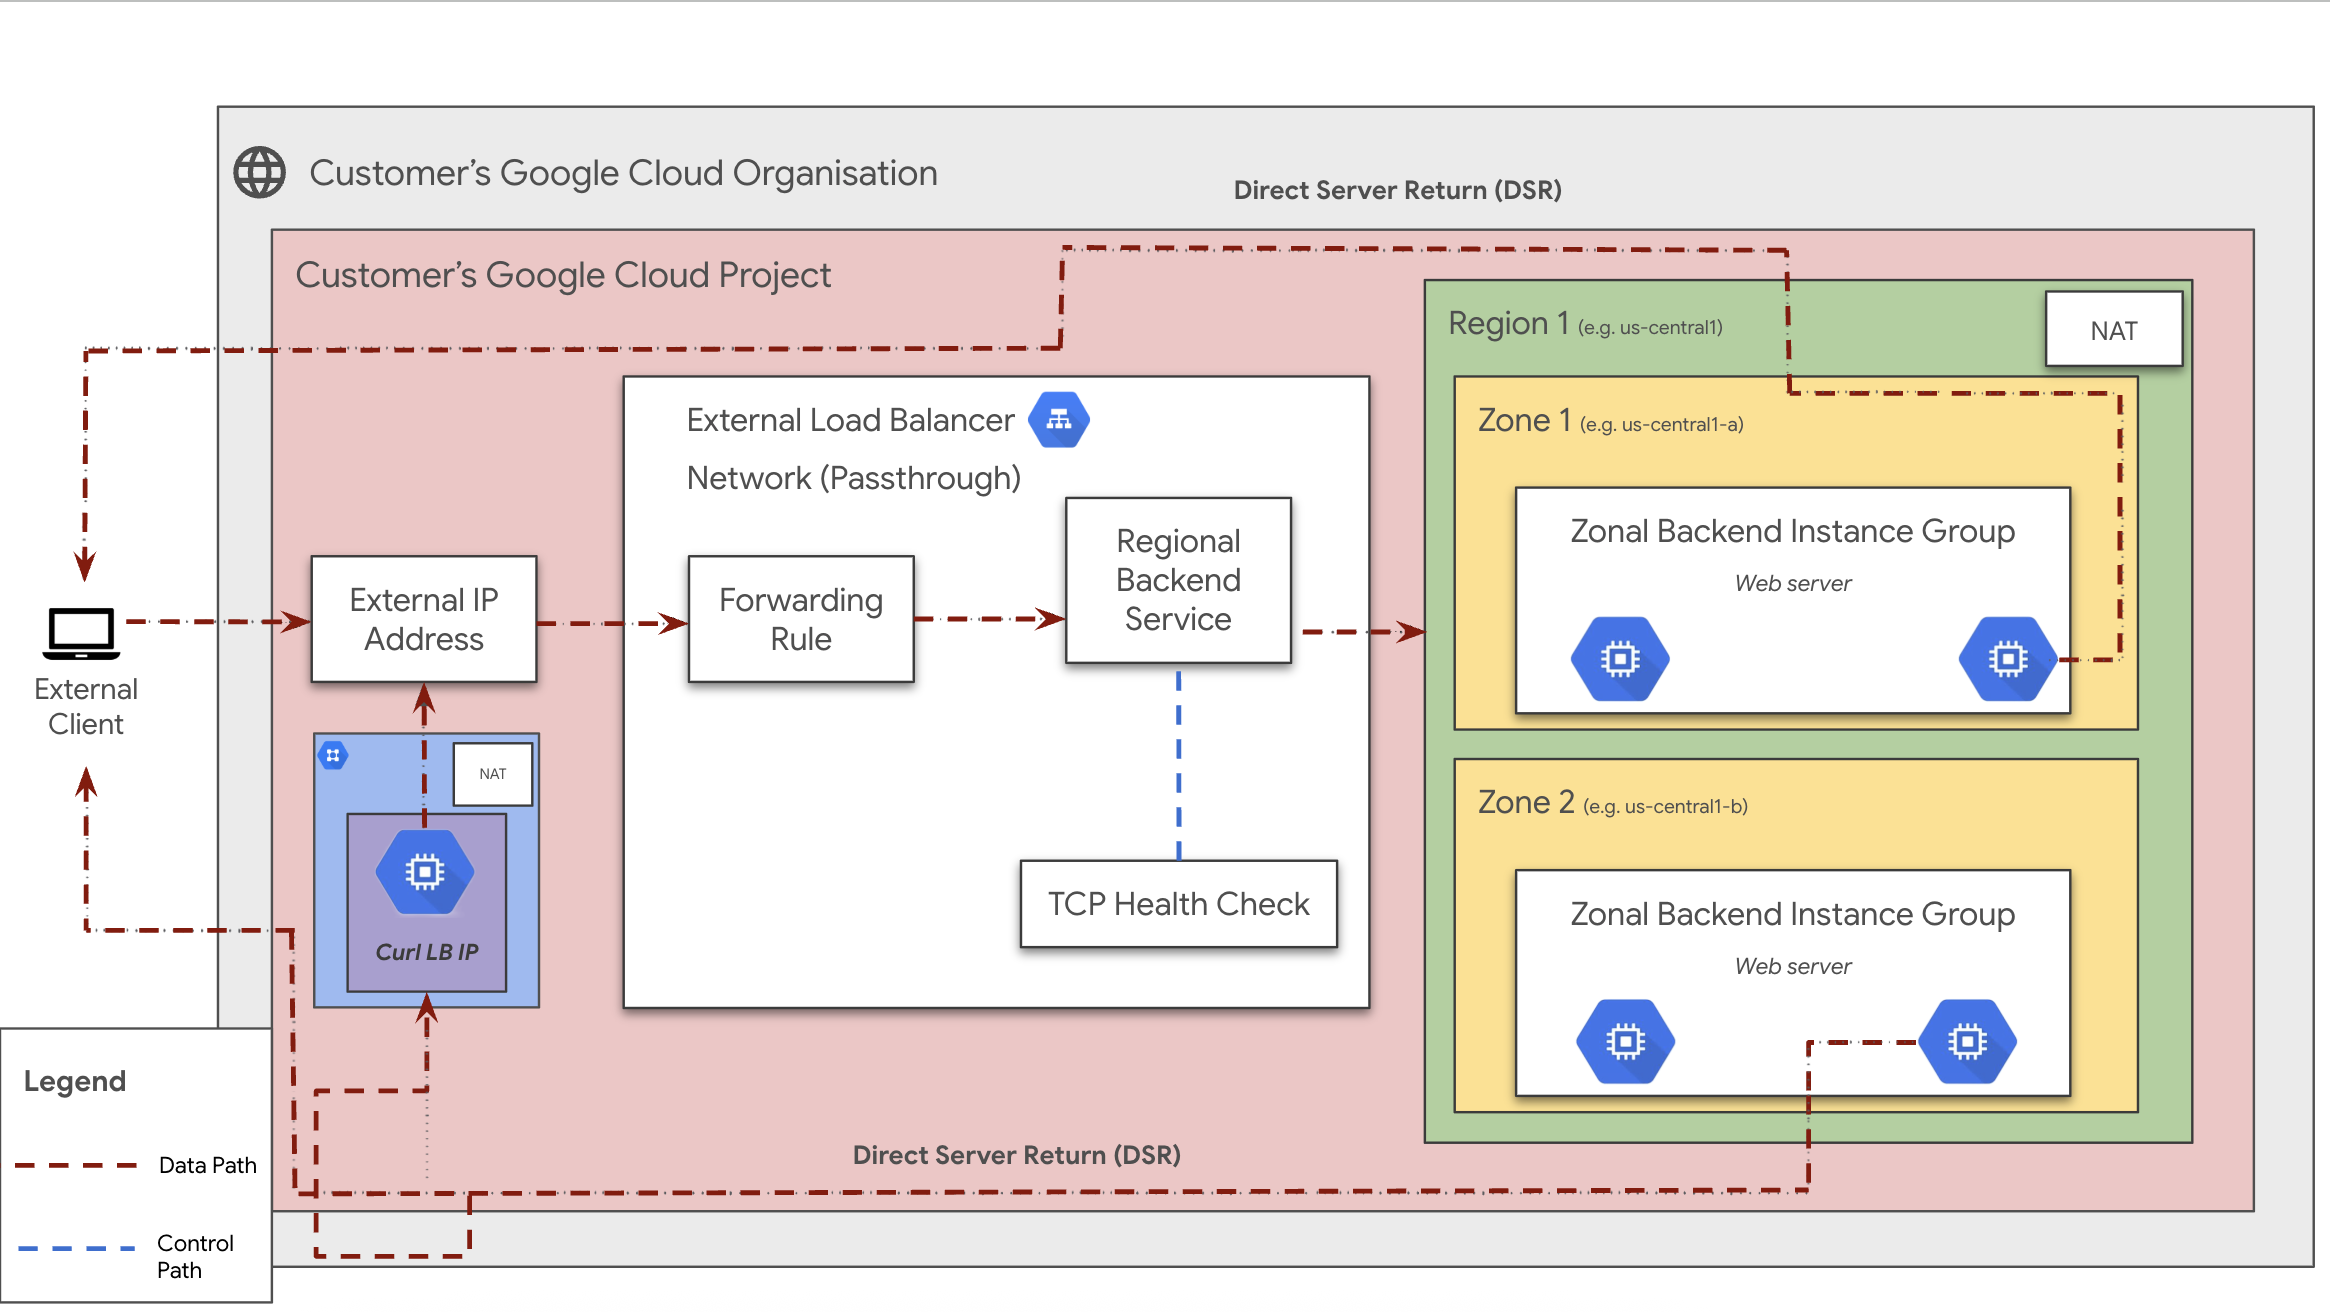 Customer’s Google Cloud Organisation
Direct Server Return (DSR)
Customer’s Google Cloud Project
Region 1 (e.g. us-central1)
NAT
External Load Balancer
Network (Passthrough)
Zone 1 (e.g. us-central1-a)
Zonal Backend Instance Group
Web server
Regional
Backend
Service
External IP
Address
Forwarding
Rule
External
Client
NAT
Curl LB IP
TCP Health Check
Zone 2 (e.g. us-central1-b)
Zonal Backend Instance Group
Web server
Direct Server Return (DSR)
Legend
Data Path
Control
Path